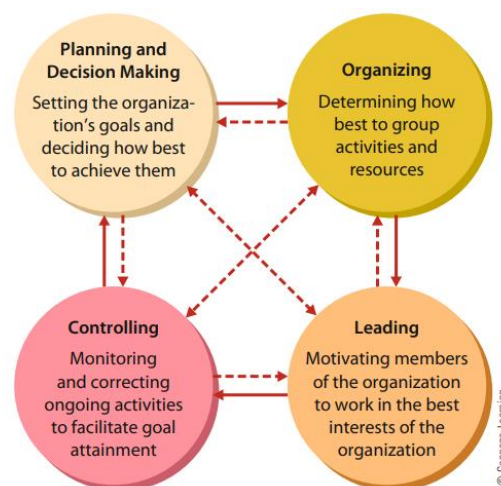 Planning and
Decision Making
Setting the organiza-
tion's goals and
deciding how best
to achieve them
Organizing
Determining how
best to group
activities and
resources
Controlling
Monitoring
and correcting
ongoing activities
to facilitate goal
attainment
Leading
Motivating members
of the organization
to work in the best
interests of the
organization
Learning